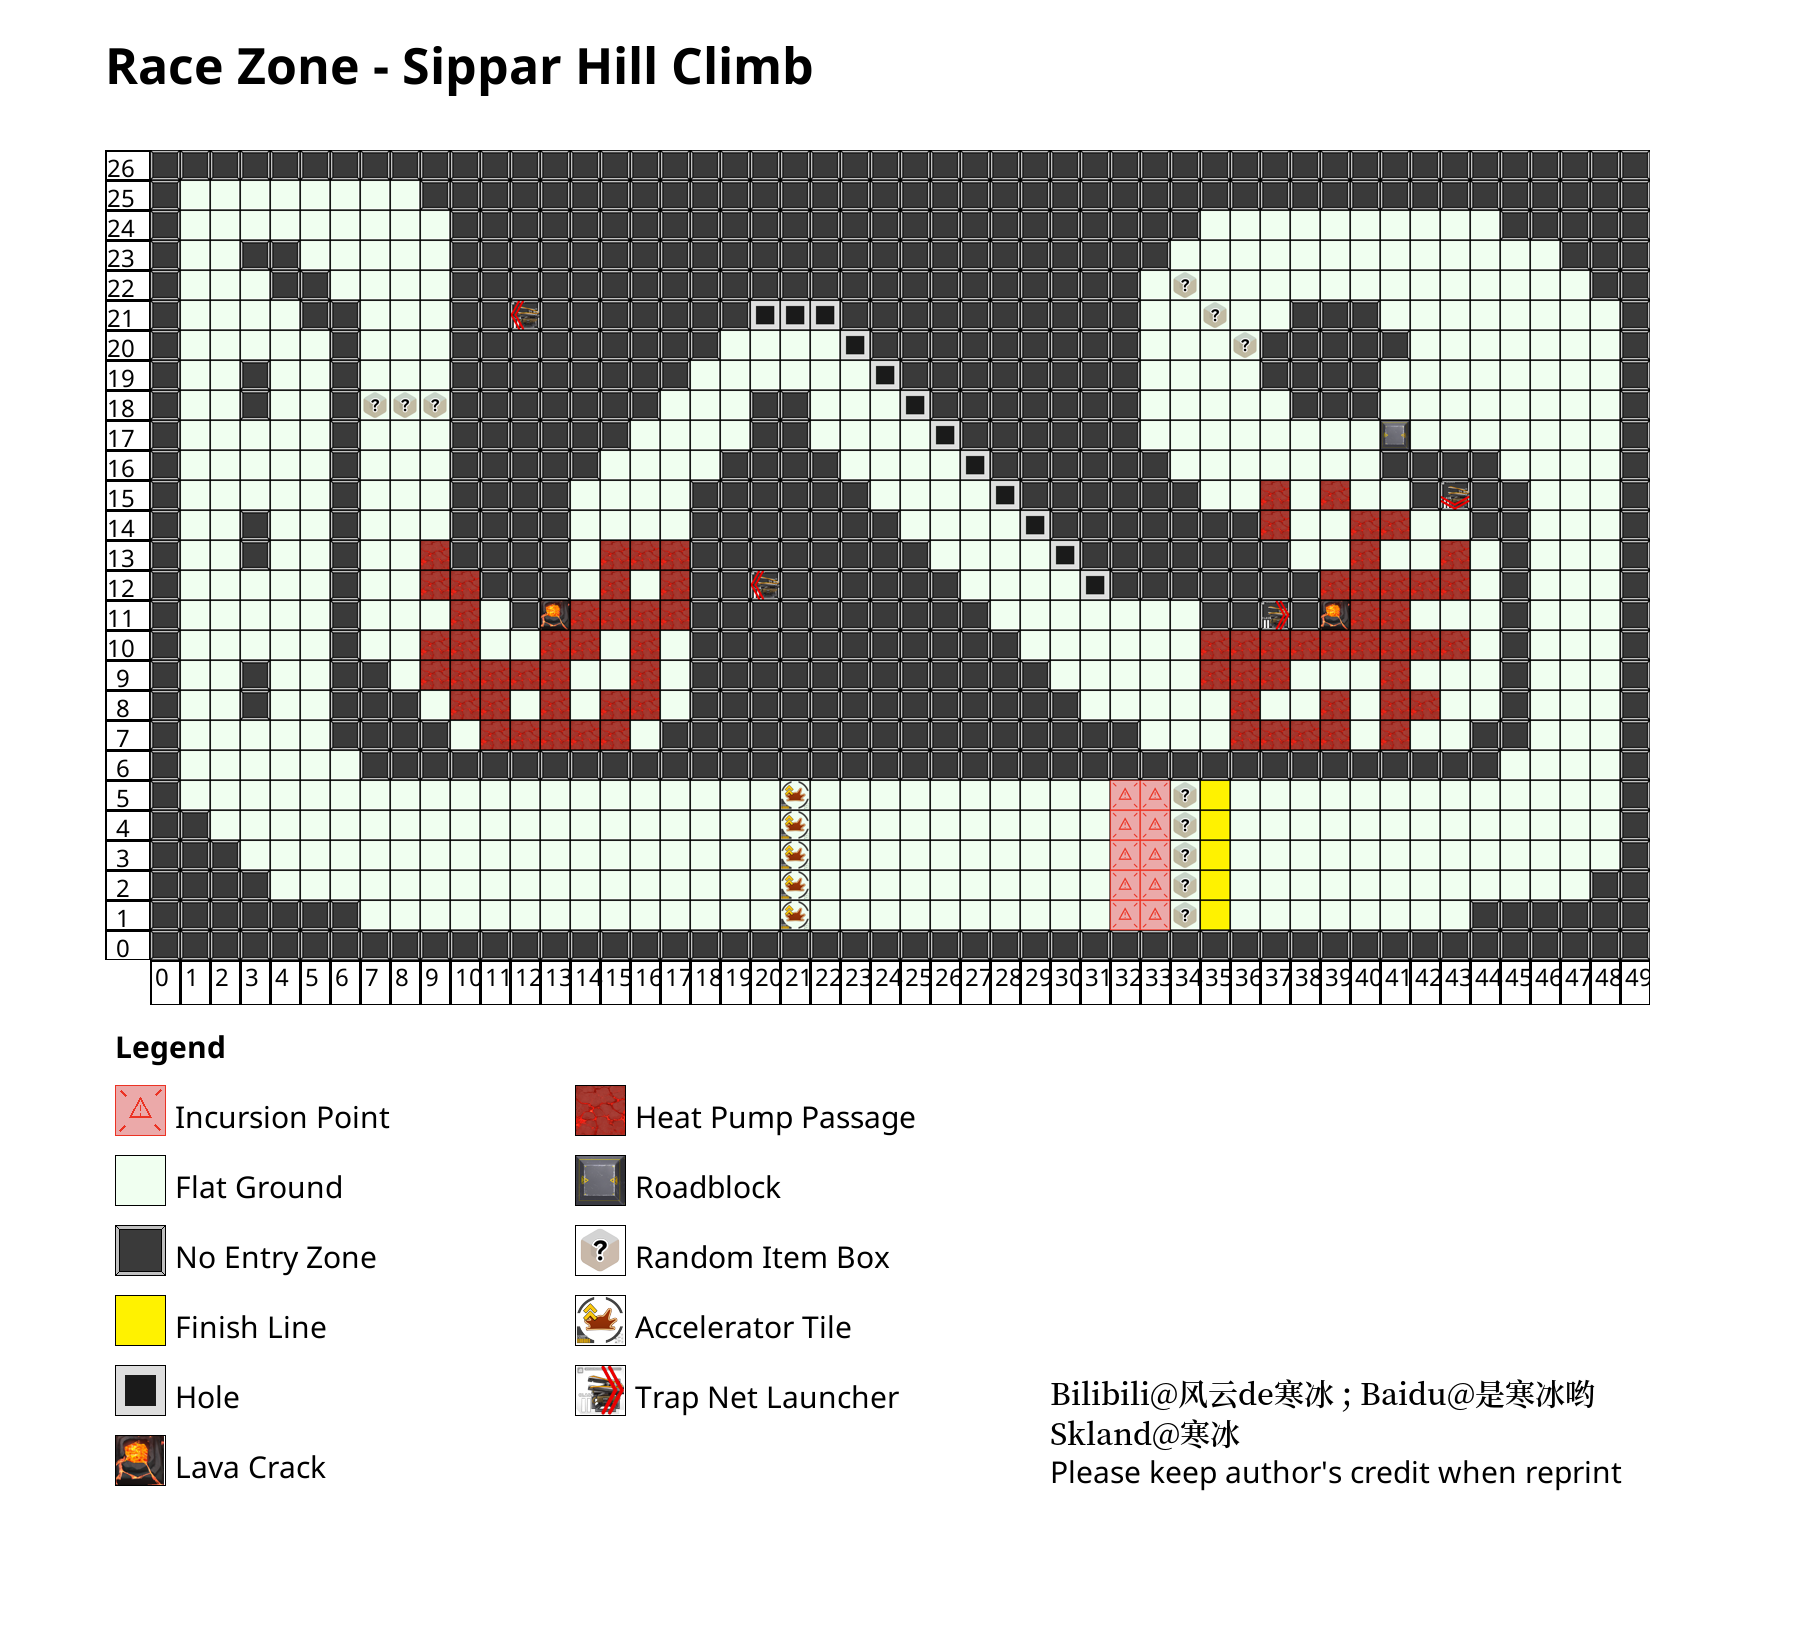 Race Zone - Sippar Hill Climb
26
25
24
23
22
21
20
19
18
17
16
15
14
13
12
11
10
9
8
7
6
5
4
3
2
1
0
0 1 2 3 4 5 6 7 8 9 10 11 12 13 14 15 16 17 18 19 20 21 22 23 24 25 26 27 28 29 30 31 32 33 34 35 36 37 38 39 40 41 42 43 44 45 46 47 48 49
Legend
Incursion Point
Heat Pump Passage
Flat Ground
Roadblock
No Entry Zone
Random Item Box
Finish Line
Accelerator Tile
Hole
Trap Net Launcher
Lava Crack
Bilibili@风云de寒冰 ; Baidu@是寒冰哟
Skland@寒冰
Please keep author's credit when reprint